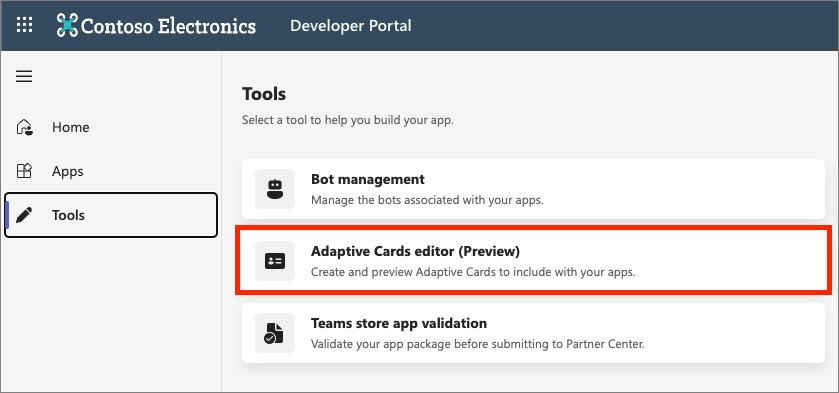 Contoso Electronics Developer Portal
Home
Apps
Tools
Tools
Select a tool to help you build your app.
Bot management
Manage the bots associated with your apps.
Adaptive Cards editor (Preview)
Create and preview Adaptive Cards to include with your apps.
Teams store app validation
Validate your app package before submitting to Partner Center.